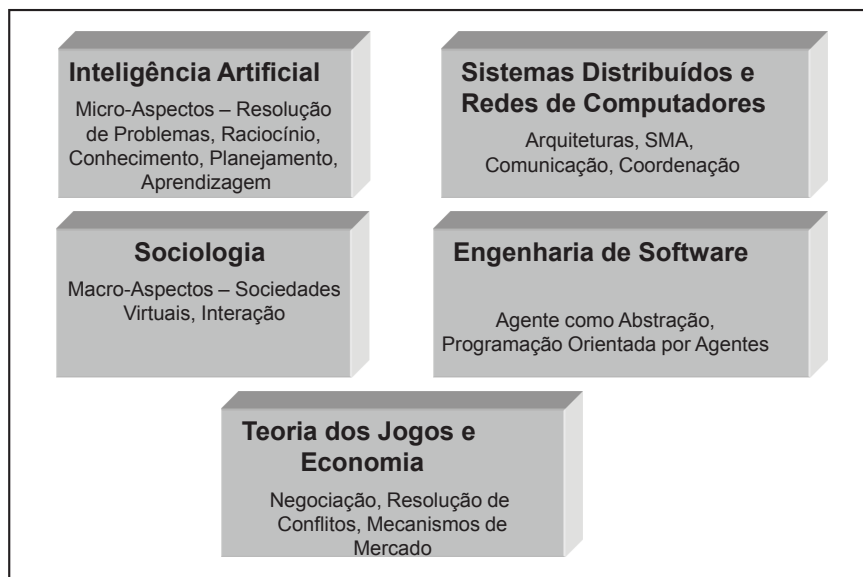 Inteligência Artificial
Micro-Aspectos – Resolução
de Problemas, Raciocínio,
Conhecimento, Planejamento,
Aprendizagem
Sistemas Distribuídos e
Redes de Computadores
Arquiteturas, SMA,
Comunicação, Coordenação
Sociologia
Macro-Aspectos – Sociedades
Virtuais, Interação
Engenharia de Software
Agente como Abstração,
Programação Orientada por Agentes
Teoria dos Jogos e
Economia
Negociação, Resolução de
Conflitos, Mecanismos de
Mercado